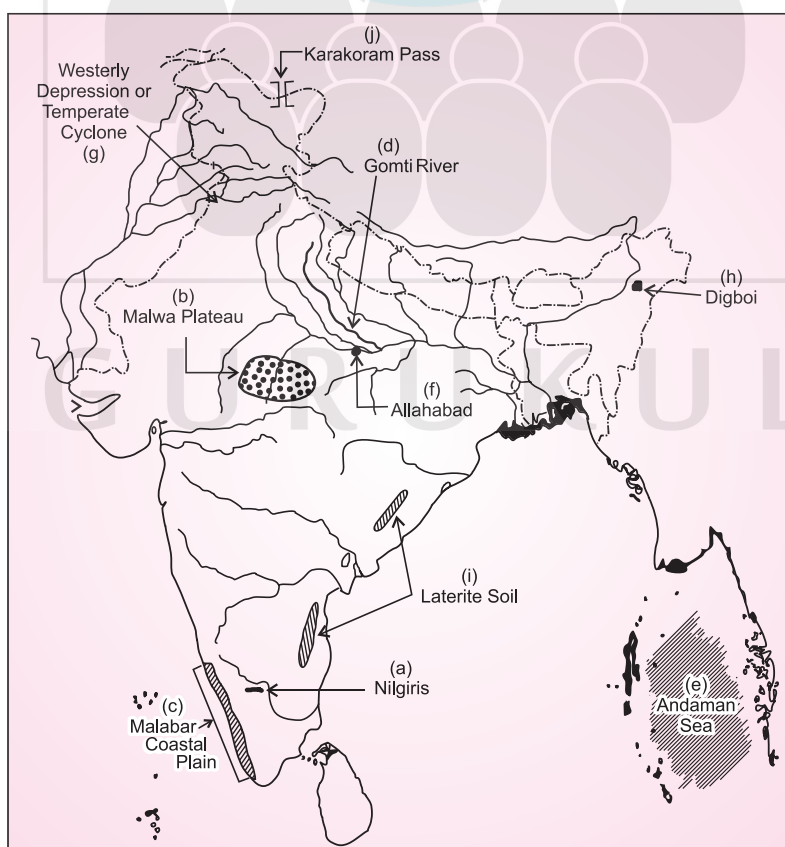 (j)
Karakoram Pass
Westerly
Depression or
Temperate
Cyclone
(g)
(d)
Gomti River
(h)
Digboi
(b)
Malwa Plateau
GURUKUL
(f)
Allahabad
(i)
Laterite Soil
(a)
Nilgiris
(c)
Malabar
Coastal
Plain
(e)
Andaman
Sea